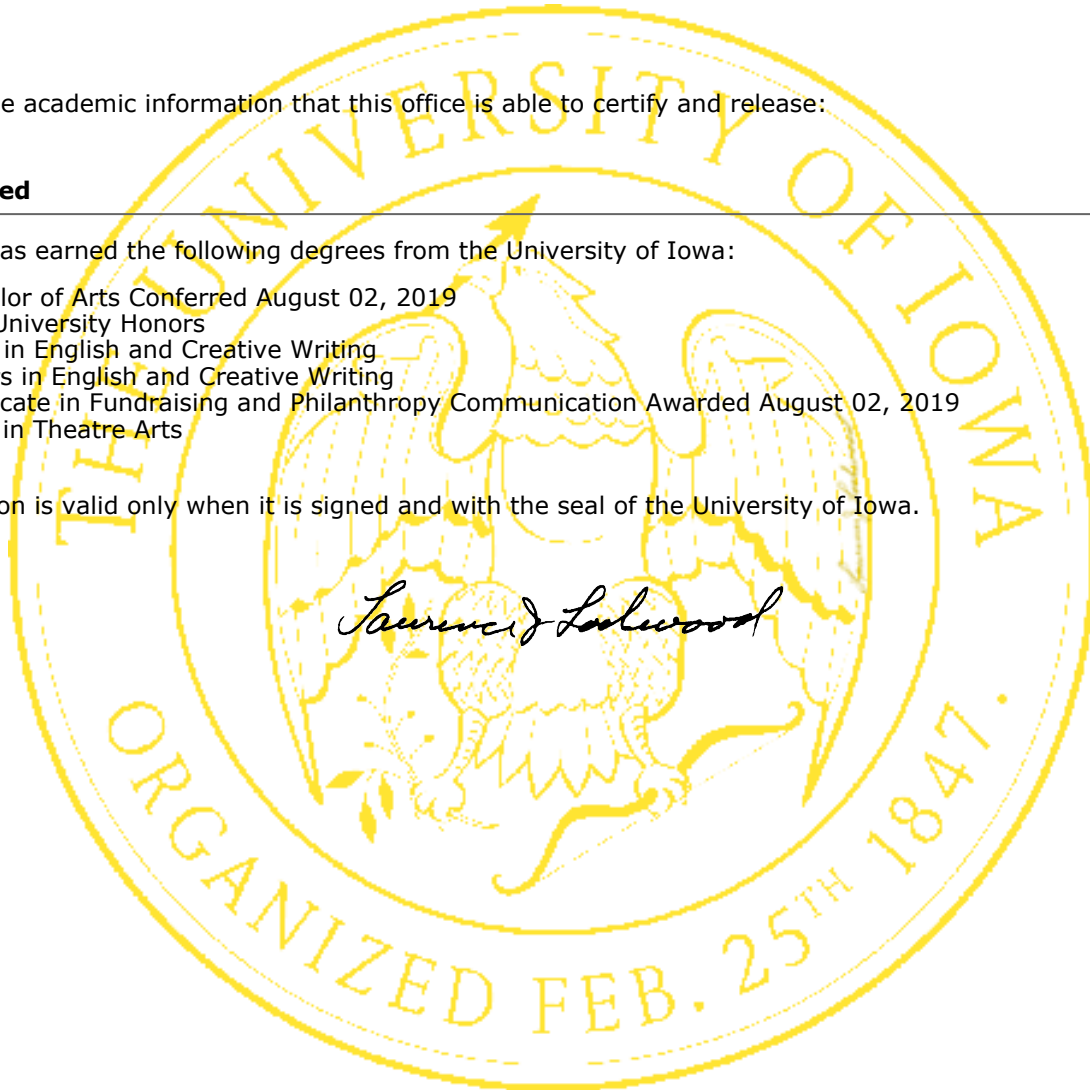 e academic information that this office is able to certify and release:
ed
as earned the following degrees from the University of Iowa:
lor of Arts Conferred August 02, 2019
University Honors
in English and Creative Writing
rs in English and Creative Writing
cate in Fundraising and Philanthropy Communication Awarded August 02, 2019
in Theatre Arts
on is valid only when it is signed and with the seal of the University of Iowa.
Laurence J Lockwood
THE UNIVERSITY OF IOWA
ORGANIZED FEB. 25TH 1847.